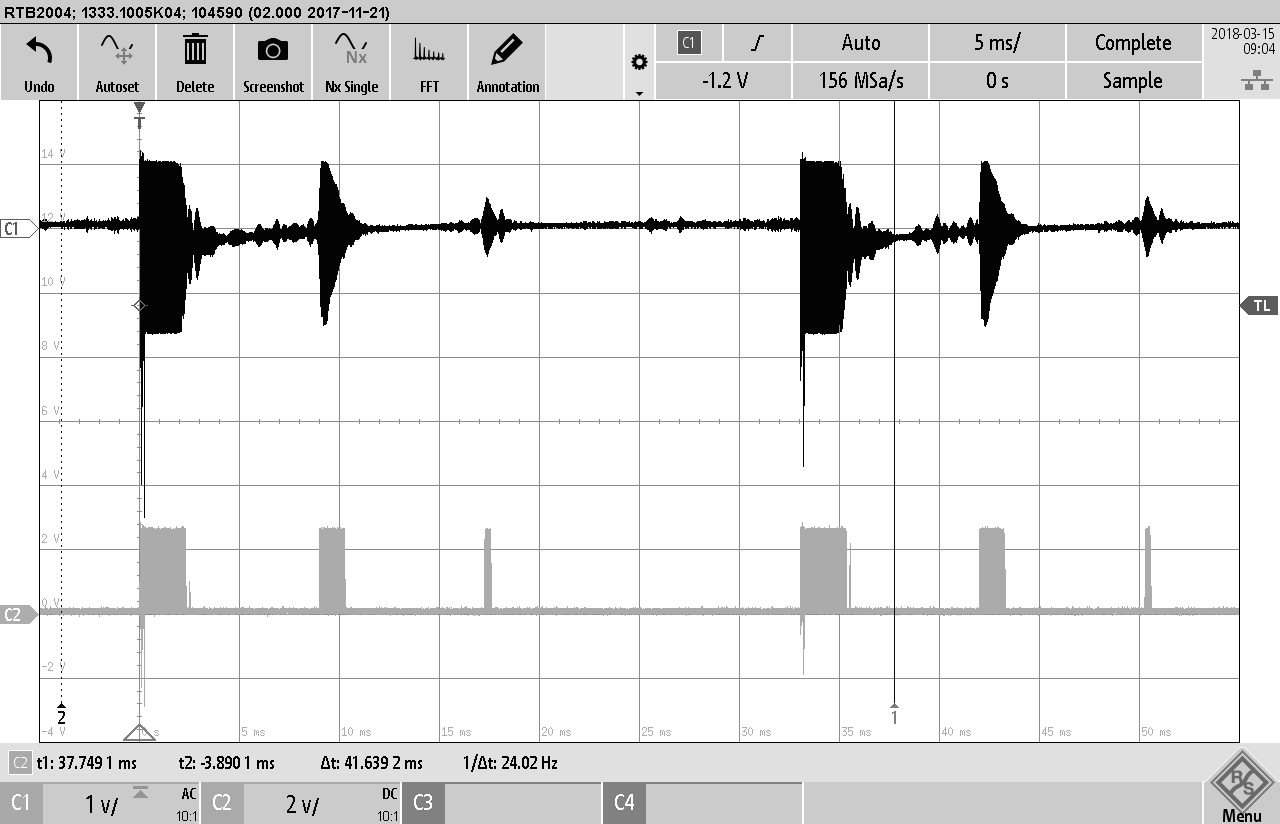 RTB2004; 1333.1005K04; 104590 (02.000 2017-11-21)
Undo Autoset Delete Screenshot Nx Single FFT Annotation
Nx
C1 Auto 5 ms/ Complete
-1.2 V 156 MSa/s 0 s Sample
2018-03-15
09:04
T
14 V
12 V
C1
10 V
TL
8 V
6 V
4 V
2 V
0 V
C2
-2 V
2
1
-4 V 0 s 5 ms 10 ms 15 ms 20 ms 25 ms 30 ms 35 ms 40 ms 45 ms 50 ms
C2 t1: 37.749 1 ms t2: -3.890 1 ms Δt: 41.639 2 ms 1/Δt: 24.02 Hz
C1 1 V/ AC 10:1 C2 2 V/ DC 10:1 C3 C4
R S
Menu